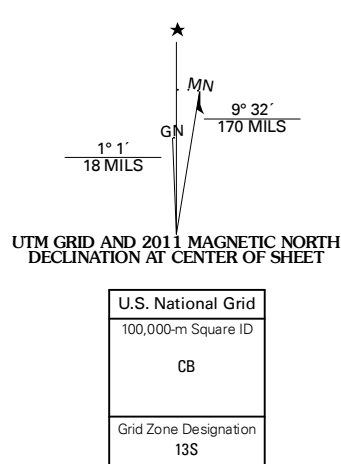 MN
9° 32´
170 MILS
GN
1° 1´
18 MILS
UTM GRID AND 2011 MAGNETIC NORTH
DECLINATION AT CENTER OF SHEET
U.S. National Grid
100,000-m Square ID
CB
Grid Zone Designation
13S